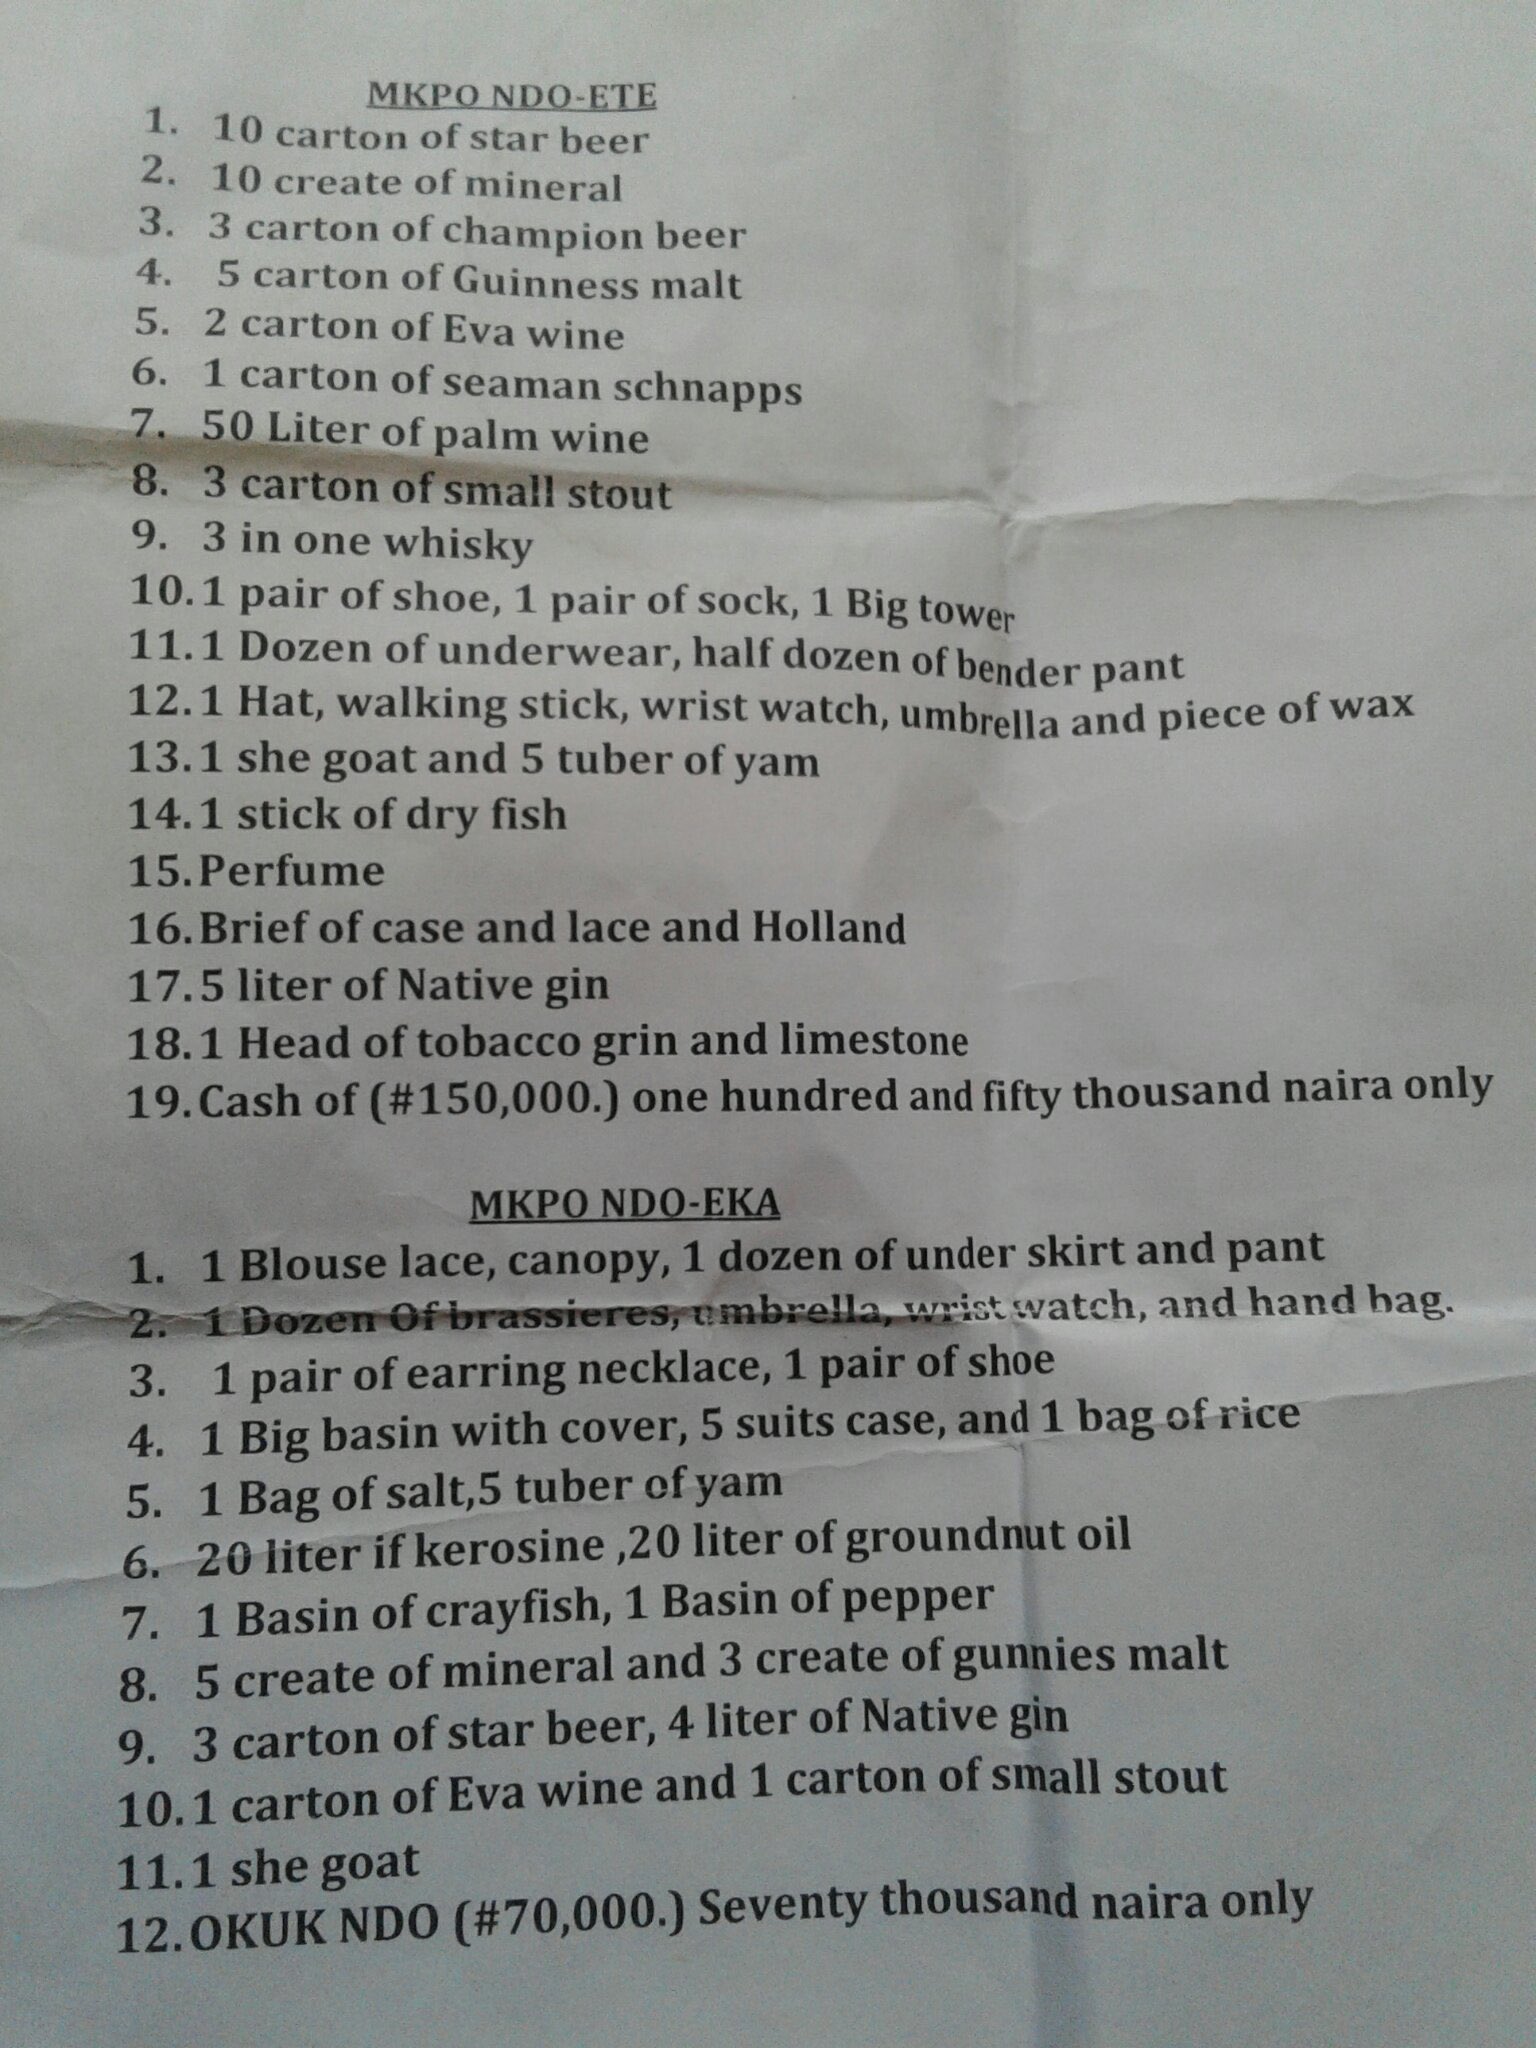 MKPO NDO-ETE
1. 10 carton of star beer
2. 10 create of mineral
3. 3 carton of champion beer
4. 5 carton of Guinness malt
5. 2 carton of Eva wine
6. 1 carton of seaman schnapps
7. 50 Liter of palm wine
8. 3 carton of small stout
9. 3 in one whisky
10. 1 pair of shoe, 1 pair of sock, 1 Big tower
11. 1 Dozen of underwear, half dozen of bender pant
12. 1 Hat, walking stick, wrist watch, umbrella and piece of wax
13. 1 she goat and 5 tuber of yam
14. 1 stick of dry fish
15. Perfume
16. Brief of case and lace and Holland
17. 5 liter of Native gin
18. 1 Head of tobacco grin and limestone
19. Cash of (#150,000.) one hundred and fifty thousand naira only
MKPO NDO-EKA
1. 1 Blouse lace, canopy, 1 dozen of under skirt and pant
2. 1 Dozen Of brassieres, umbrella, wrist watch, and hand bag.
3. 1 pair of earring necklace, 1 pair of shoe
4. 1 Big basin with cover, 5 suits case, and 1 bag of rice
5. 1 Bag of salt,5 tuber of yam
6. 20 liter if kerosine ,20 liter of groundnut oil
7. 1 Basin of crayfish, 1 Basin of pepper
8. 5 create of mineral and 3 create of gunnies malt
9. 3 carton of star beer, 4 liter of Native gin
10. 1 carton of Eva wine and 1 carton of small stout
11. 1 she goat
12. OKUK NDO (#70,000.) Seventy thousand naira only